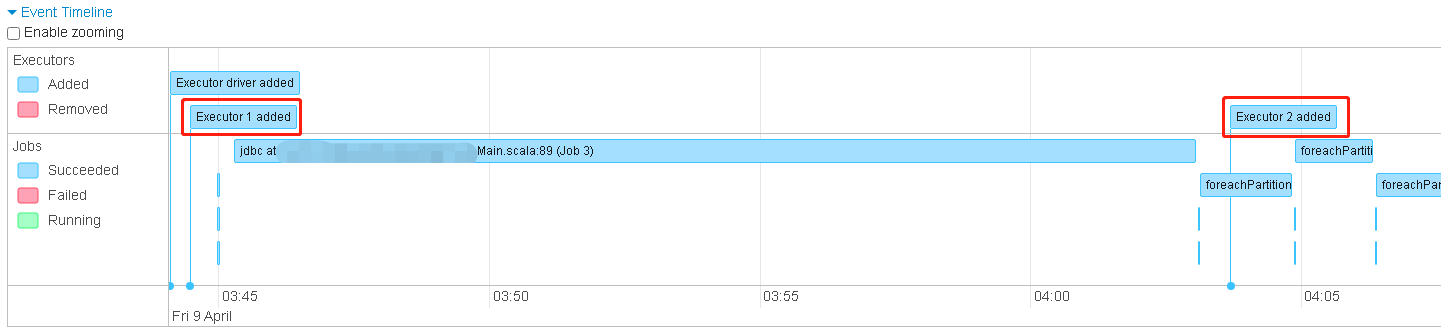 Event Timeline
Enable zooming
Executors
Added
Removed
Executor driver added
Executor 1 added
Executor 2 added
Jobs
Succeeded
Failed
Running
jdbc at Main.scala:89 (Job 3)
foreachPartiti
foreachPartition
foreachPar
03:45
03:50
03:55
04:00
04:05
Fri 9 April